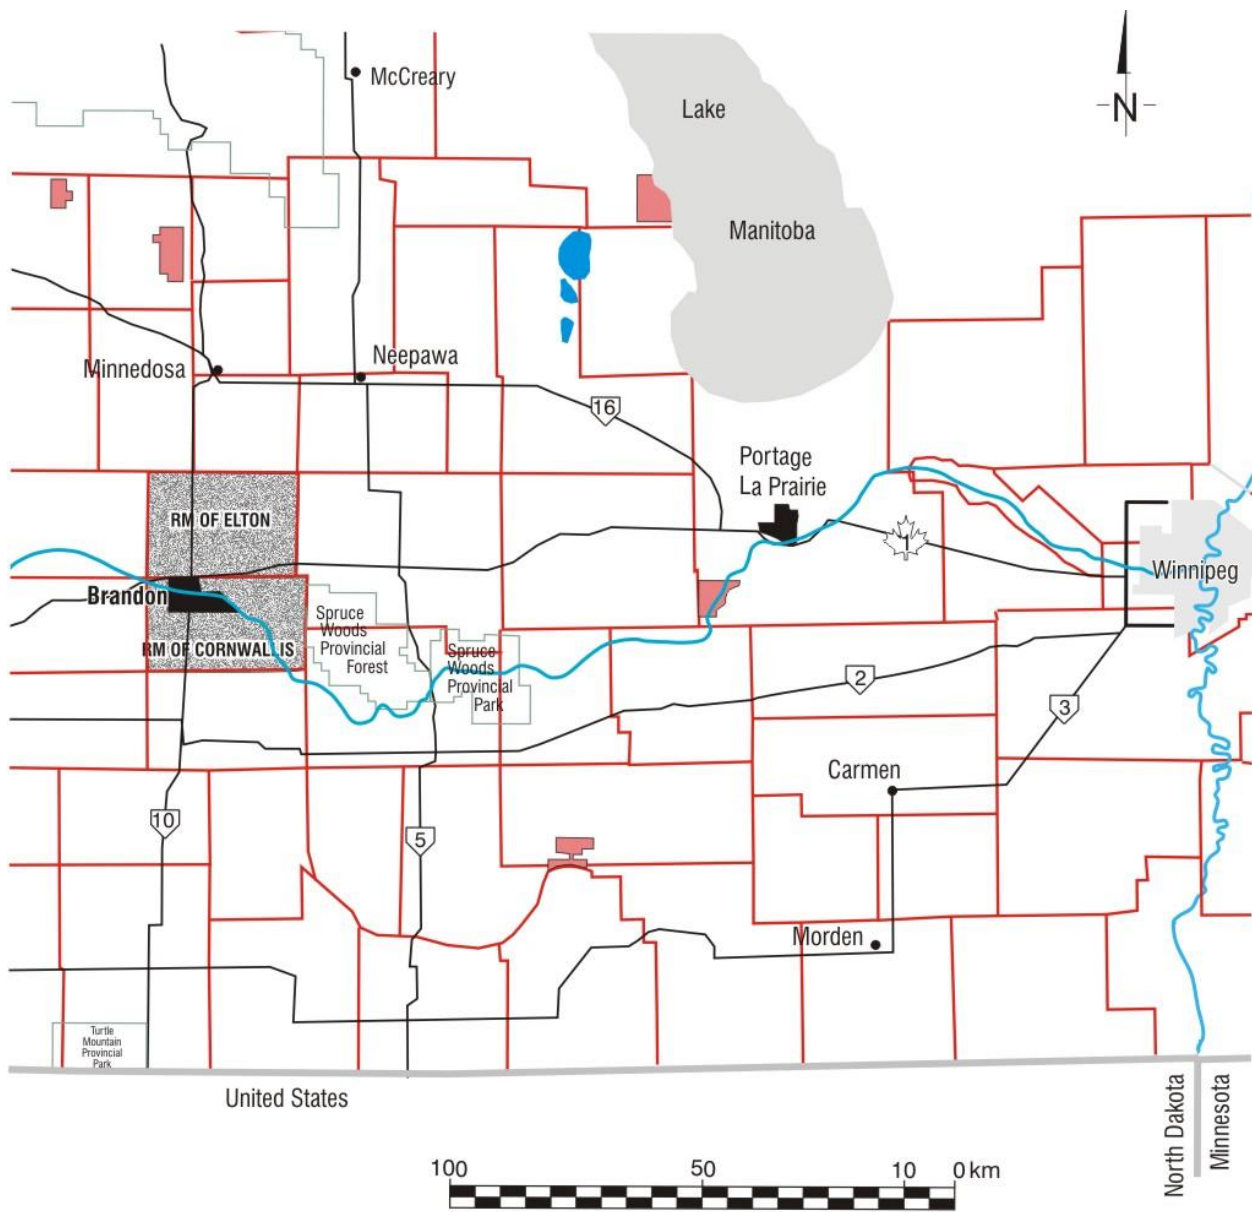 McCreary
Lake
N
Manitoba
Minnedosa
Neepawa
16
Portage
La Prairie
RM OF ELTON
1
Winnipeg
Brandon
Spruce
Woods
Provincial
Forest
RM OF CORNWALLIS
Spruce
Woods
Provincial
Park
2
3
Carmen
10
5
Morden
Turtle
Mountain
Provincial
Park
United States
North Dakota
Minnesota
100 50 10 0 km